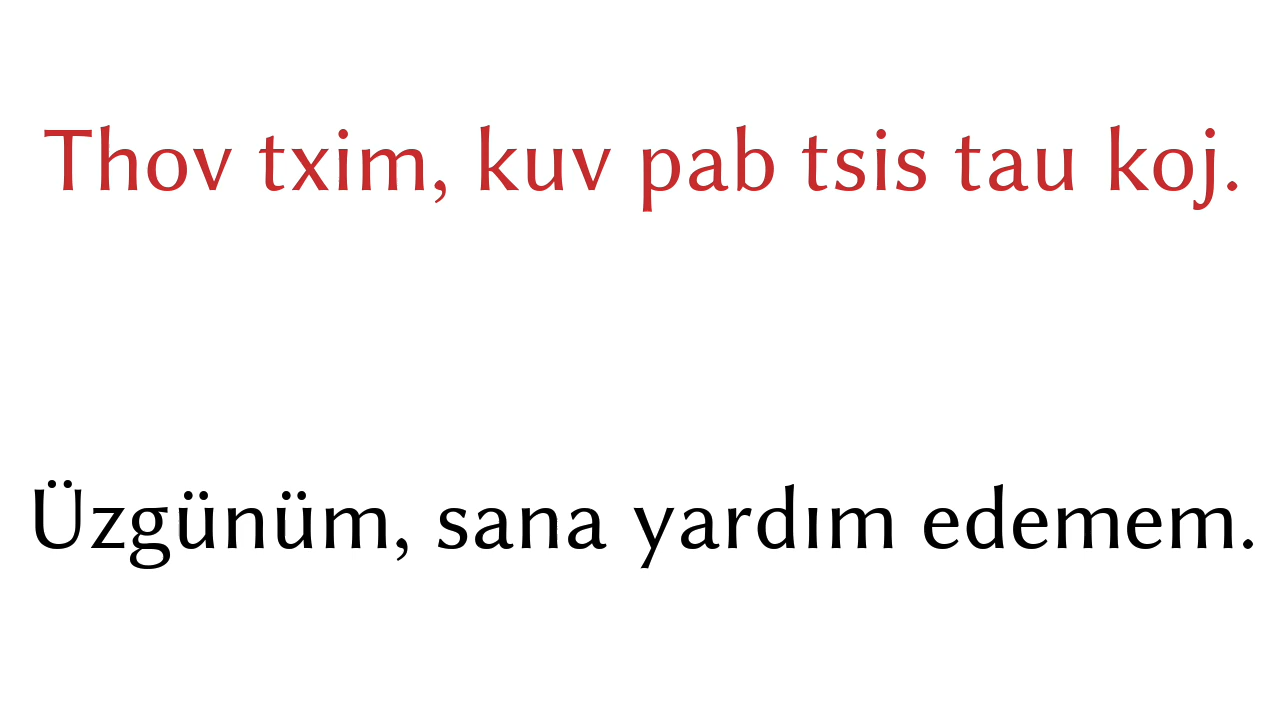 Thov txim, kuv pab tsis tau koj.
Üzgünüm, sana yardım edemem.